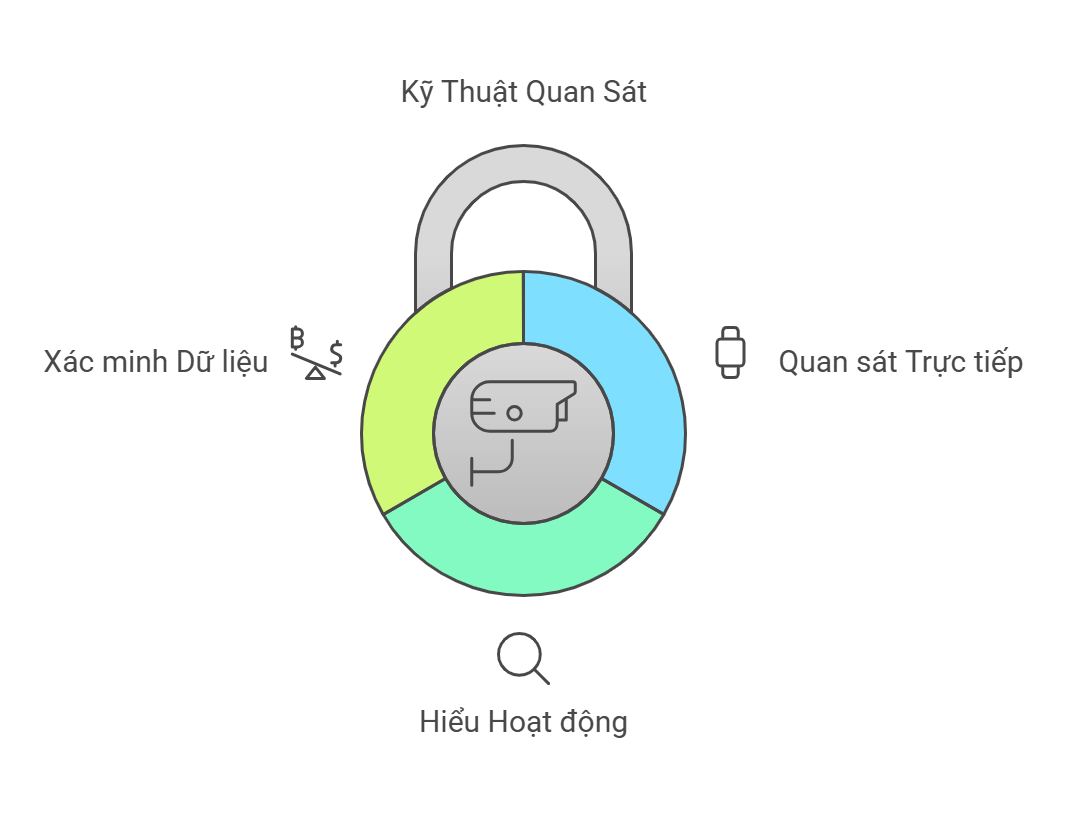 Kỹ Thuật Quan Sát
Xác minh Dữ liệu
Quan sát Trực tiếp
Hiểu Hoạt động